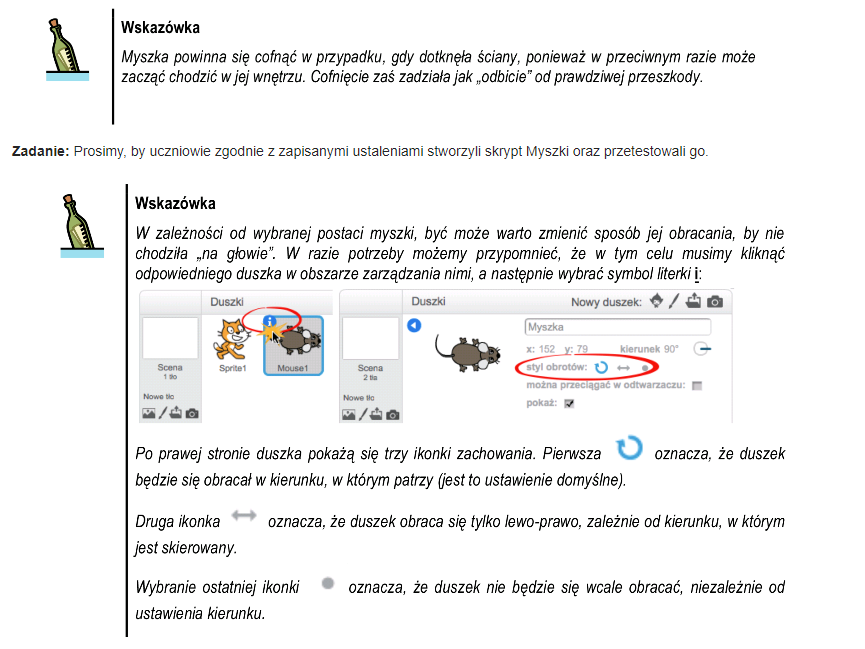 Wskazówka
Myszka powinna się cofnąć w przypadku, gdy dotknęła ściany, ponieważ w przeciwnym razie może
zacząć chodzić w jej wnętrzu. Cofnięcie zaś zadziała jak „odbicie” od prawdziwej przeszkody.
Zadanie: Prosimy, by uczniowie zgodnie z zapisanymi ustaleniami stworzyli skrypt Myszki oraz przetestowali go.
Wskazówka
W zależności od wybranej postaci myszki, być może warto zmienić sposób jej obracania, by nie
chodziła „na głowie”. W razie potrzeby możemy przypomnieć, że w tym celu musimy kliknąć
odpowiedniego duszka w obszarze zarządzania nimi, a następnie wybrać symbol literki i:
Duszki
Scena
1 tło
Nowe tło
Sprite1
Mouse1
Duszki
Nowy duszek:
Scena
2 tła
Nowe tło
Myszka
x: 152 y: 79 kierunek 90°
styl obrotów:
można przeciągać w odtwarzaczu:
pokaż:
Po prawej stronie duszka pokażą się trzy ikonki zachowania. Pierwsza oznacza, że duszek
będzie się obracał w kierunku, w którym patrzy (jest to ustawienie domyślne).
Druga ikonka oznacza, że duszek obraca się tylko lewo-prawo, zależnie od kierunku, w którym
jest skierowany.
Wybranie ostatniej ikonki oznacza, że duszek nie będzie się wcale obracać, niezależnie od
ustawienia kierunku.